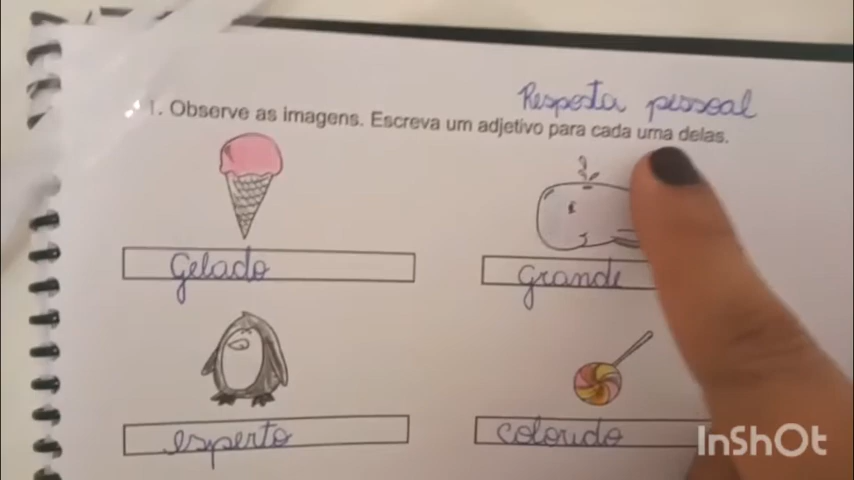 Resposta pessoal
1. Observe as imagens. Escreva um adjetivo para cada uma delas.
Gelado
grande
esperto
colorido
InShOt